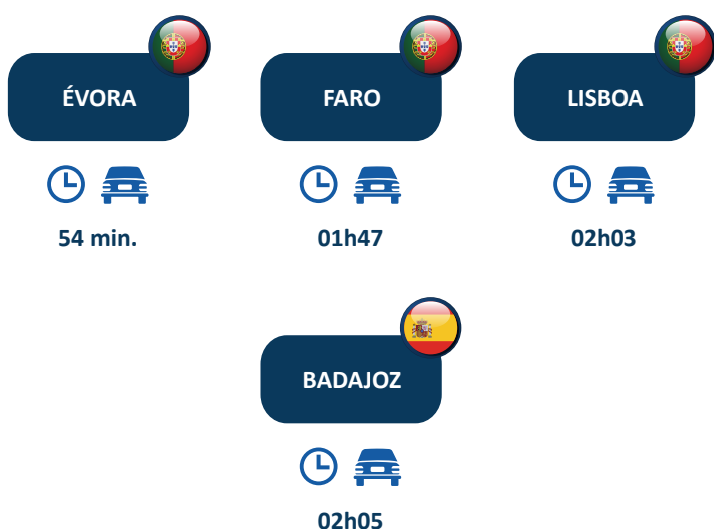 ÉVORA
FARO
LISBOA
54 min.
01h47
02h03
BADAJOZ
02h05